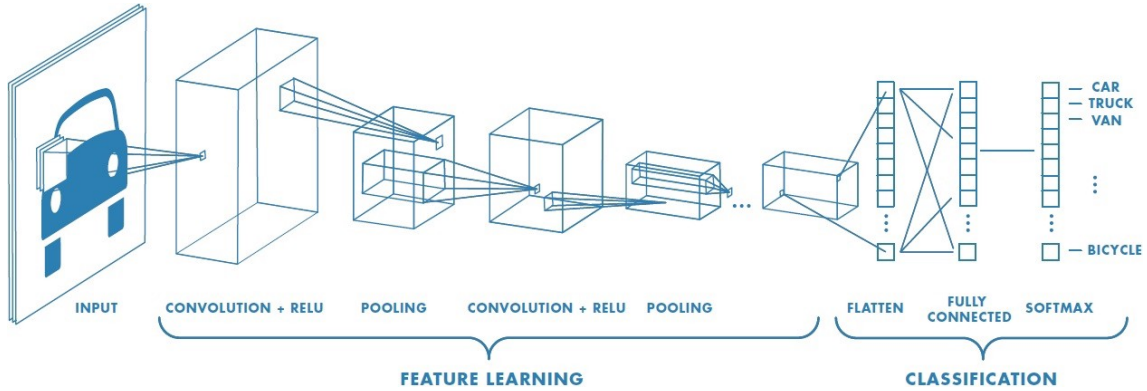 CAR
TRUCK
VAN
BICYCLE
INPUT
CONVOLUTION + RELU
POOLING
CONVOLUTION + RELU
POOLING
FLATTEN
FULLY
CONNECTED
SOFTMAX
FEATURE LEARNING
CLASSIFICATION